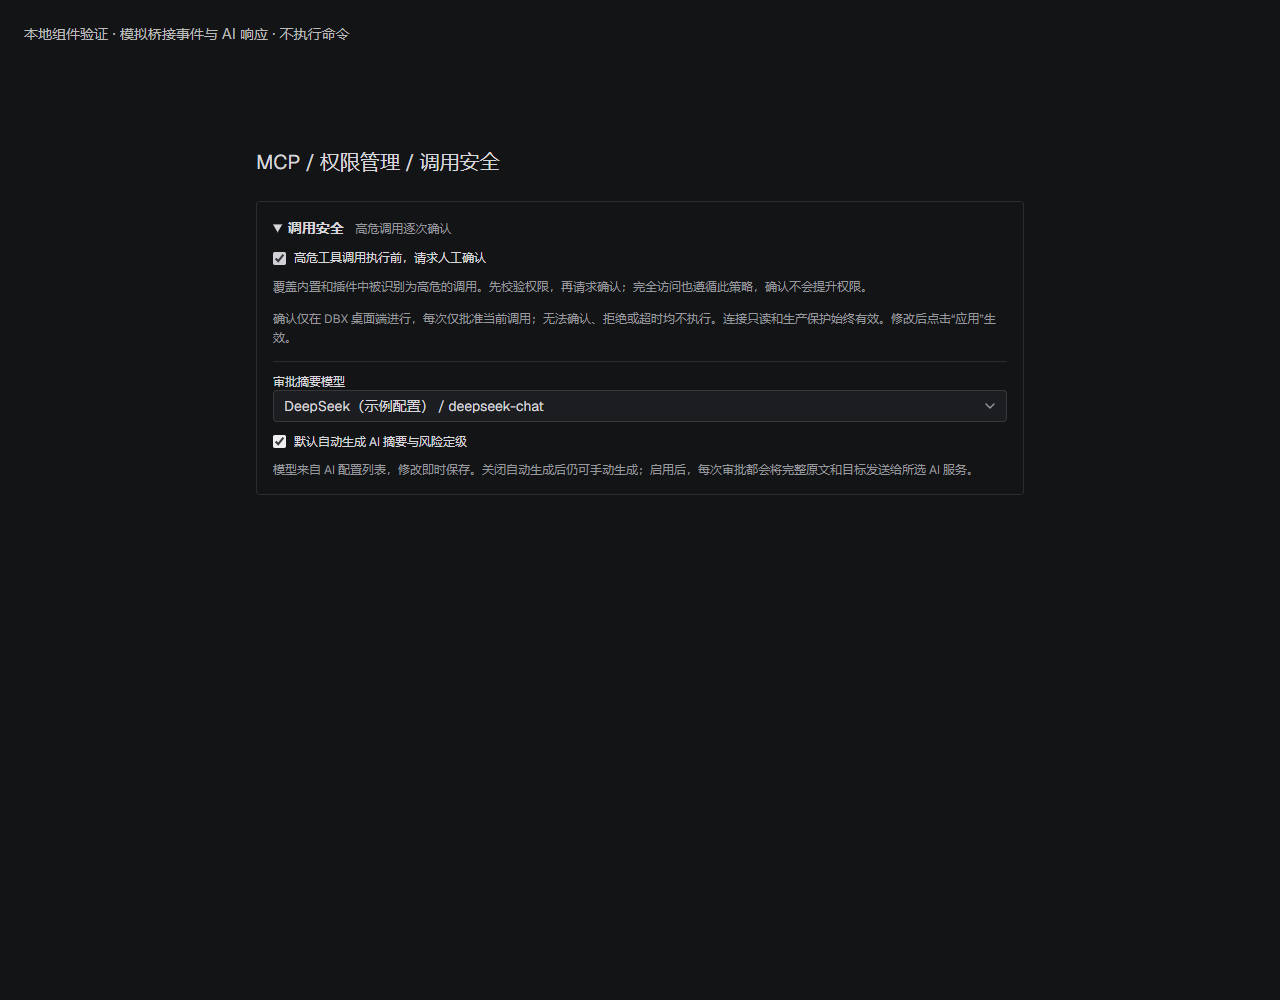 本地组件验证 · 模拟桥接事件与 AI 响应 · 不执行命令
MCP / 权限管理 / 调用安全
▼ 调用安全 高危调用逐次确认
高危工具调用执行前，请求人工确认
覆盖内置和插件中被识别为高危的调用。先校验权限，再请求确认；完全访问也遵循此策略，确认不会提升权限。
确认仅在 DBX 桌面端进行，每次仅批准当前调用；无法确认、拒绝或超时均不执行。连接只读和生产保护始终有效。修改后点击“应用”生
效。
审批摘要模型
DeepSeek（示例配置） / deepseek-chat
默认自动生成 AI 摘要与风险定级
模型来自 AI 配置列表，修改即时保存。关闭自动生成后仍可手动生成；启用后，每次审批都会将完整原文和目标发送给所选 AI 服务。